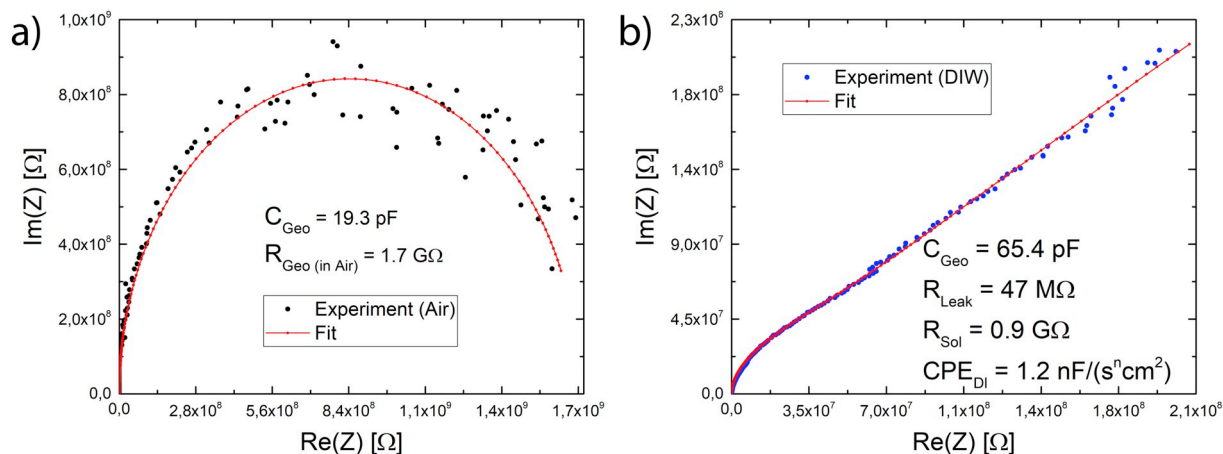 a)
1,0x10⁹
8,0x10⁸
6,0x10⁸
4,0x10⁸
2,0x10⁸
0,0
Im(Z) [Ω]
C_Geo = 19.3 pF
R_Geo (in Air) = 1.7 GΩ
Experiment (Air)
Fit
0,0 2,8x10⁸ 5,6x10⁸ 8,4x10⁸ 1,1x10⁹ 1,4x10⁹ 1,7x10⁹
Re(Z) [Ω]
b)
2,3x10⁸
1,8x10⁸
1,4x10⁸
9,0x10⁷
4,5x10⁷
0,0
Im(Z) [Ω]
Experiment (DIW)
Fit
C_Geo = 65.4 pF
R_Leak = 47 MΩ
R_Sol = 0.9 GΩ
CPE_Dl = 1.2 nF/(sⁿcm²)
0,0 3,5x10⁷ 7,0x10⁷ 1,1x10⁸ 1,4x10⁸ 1,8x10⁸ 2,1x10⁸
Re(Z) [Ω]